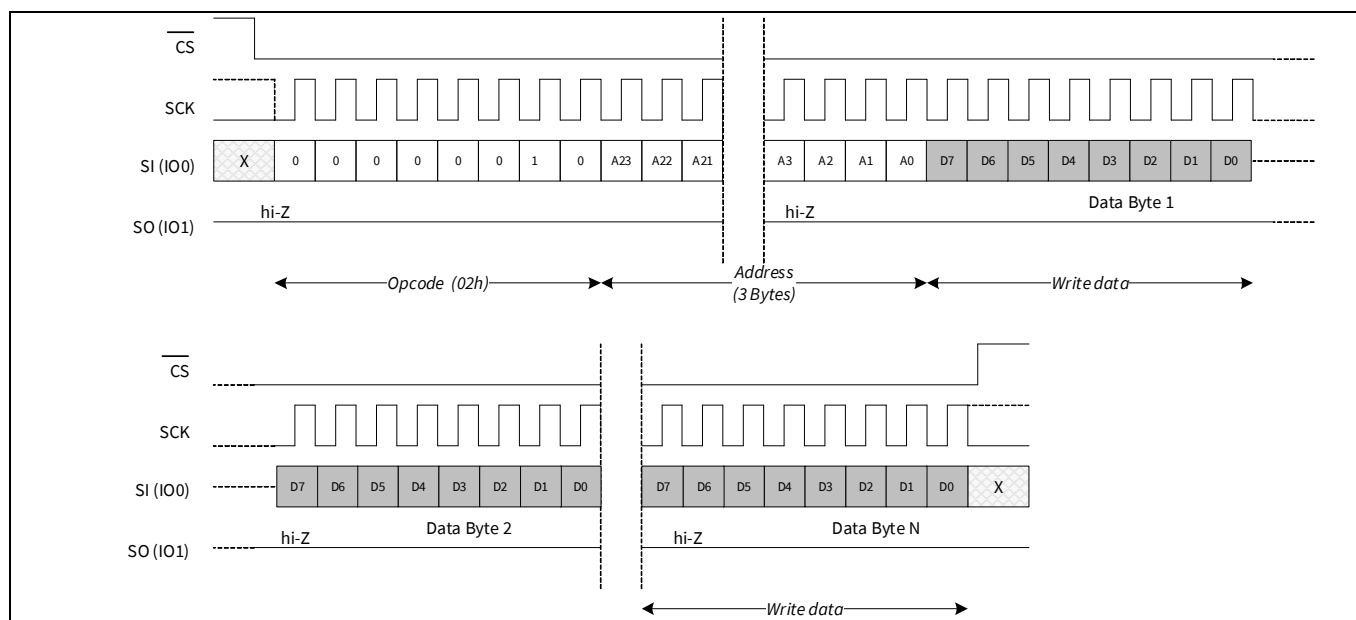 CS
SCK
SI (IO0) X 0 0 0 0 0 0 1 0 A23 A22 A21 A3 A2 A1 A0 D7 D6 D5 D4 D3 D2 D1 D0
hi-Z hi-Z Data Byte 1
SO (IO1)
Opcode (02h) Address (3 Bytes) Write data
CS
SCK
SI (IO0) D7 D6 D5 D4 D3 D2 D1 D0 D7 D6 D5 D4 D3 D2 D1 D0 X
hi-Z Data Byte 2 hi-Z Data Byte N
SO (IO1)
Write data